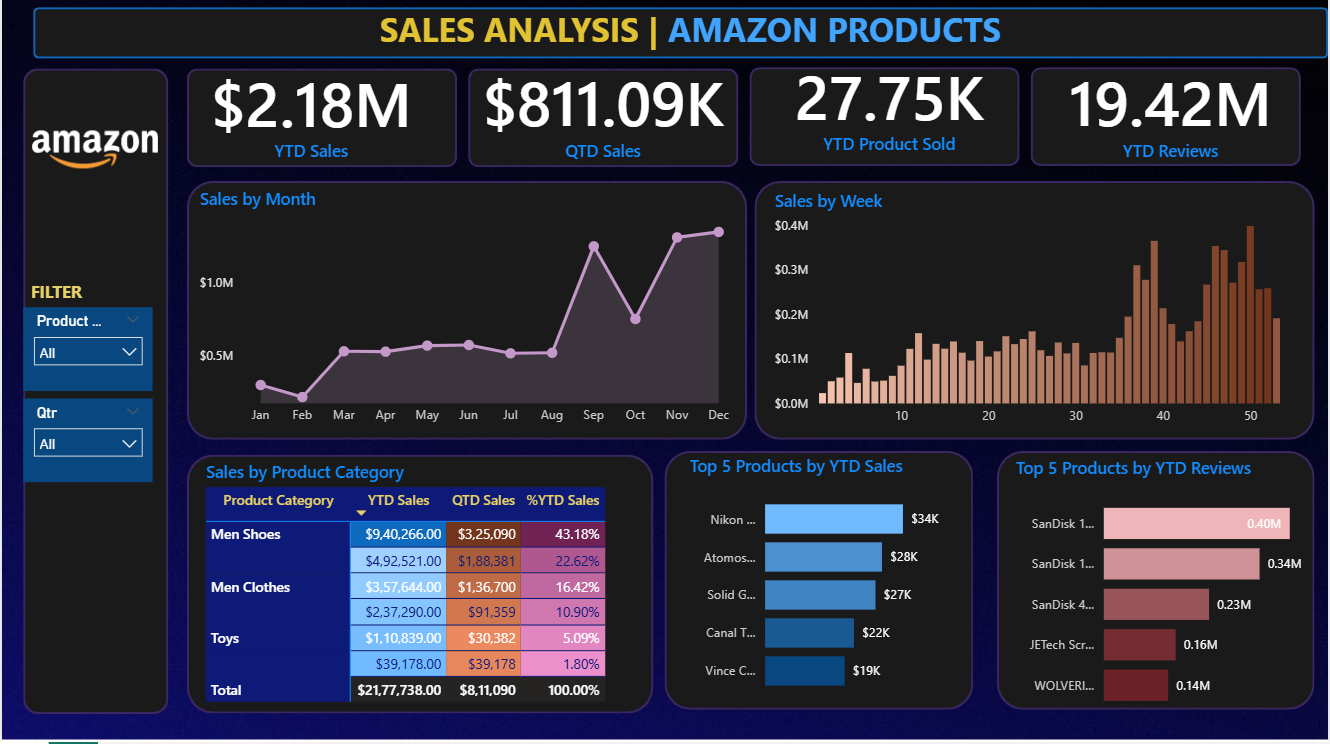 SALES ANALYSIS | AMAZON PRODUCTS
amazon
$2.18M
YTD Sales
$811.09K
QTD Sales
27.75K
YTD Product Sold
19.42M
YTD Reviews
FILTER
Product ...
All
Qtr
All
Sales by Month
$1.0M
$0.5M
Jan Feb Mar Apr May Jun Jul Aug Sep Oct Nov Dec
Sales by Week
$0.4M
$0.3M
$0.2M
$0.1M
$0.0M
10 20 30 40 50
Sales by Product Category
Product Category YTD Sales QTD Sales %YTD Sales
Men Shoes $9,40,266.00 $3,25,090 43.18%
$4,92,521.00 $1,88,381 22.62%
Men Clothes $3,57,644.00 $1,36,700 16.42%
$2,37,290.00 $91,359 10.90%
Toys $1,10,839.00 $30,382 5.09%
$39,178.00 $39,178 1.80%
Total $21,77,738.00 $8,11,090 100.00%
Top 5 Products by YTD Sales
Nikon ... $34K
Atomos... $28K
Solid G... $27K
Canal T... $22K
Vince C... $19K
Top 5 Products by YTD Reviews
SanDisk 1... 0.40M
SanDisk 1... 0.34M
SanDisk 4... 0.23M
JETech Scr... 0.16M
WOLVERI... 0.14M